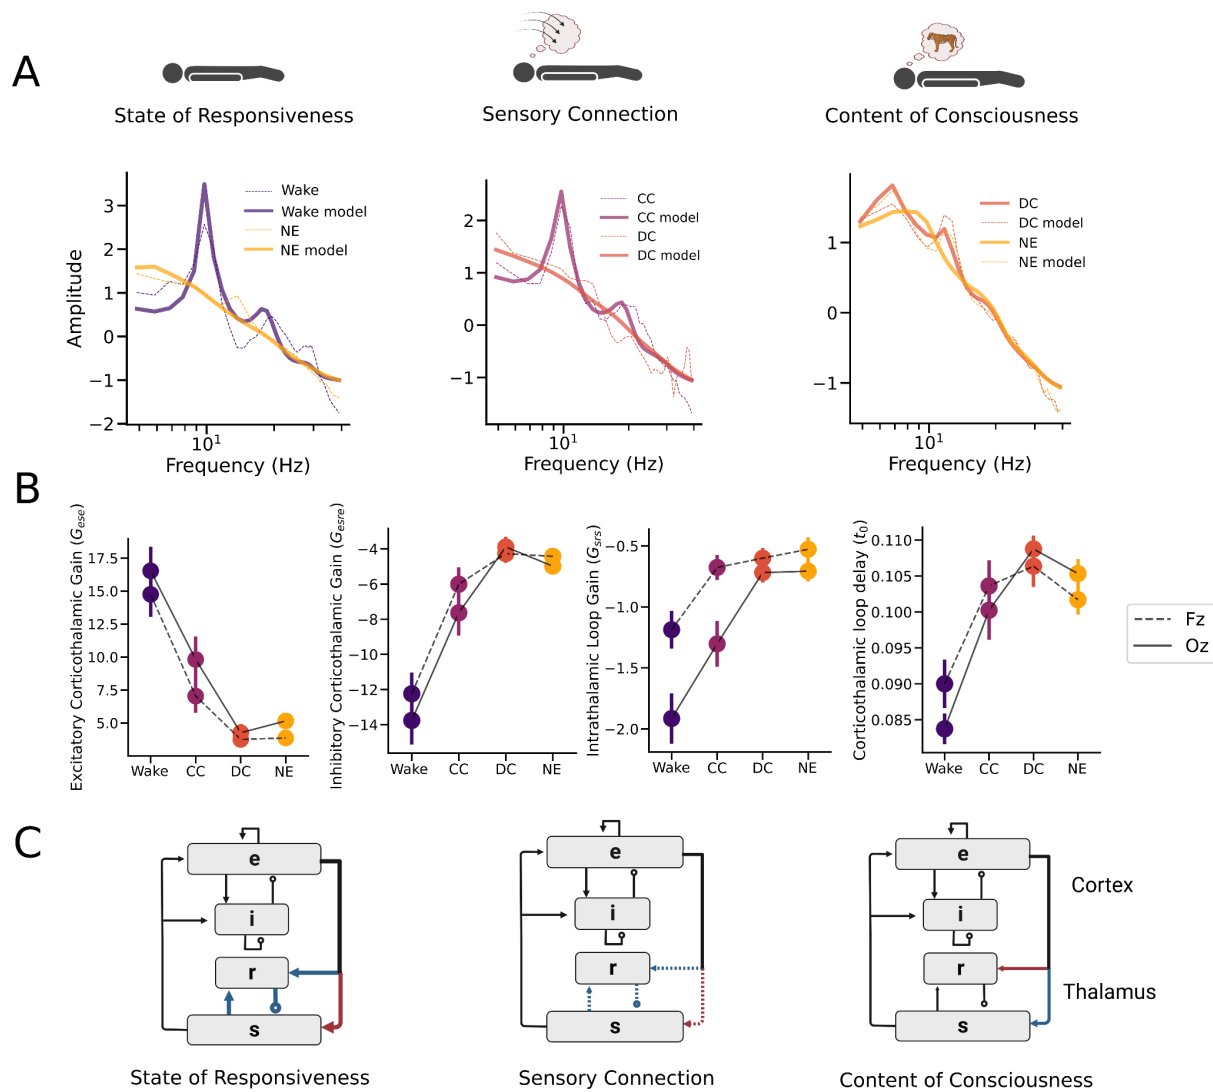 A
State of Responsiveness
Sensory Connection
Content of Consciousness
Amplitude
3
2
1
0
−1
−2
Wake
Wake model
NE
NE model
10¹
Frequency (Hz)
2
1
0
−1
CC
CC model
DC
DC model
10¹
Frequency (Hz)
1
0
−1
DC
DC model
NE
NE model
10¹
Frequency (Hz)
B
Excitatory Corticothalamic Gain (Gese)
17.5
15.0
12.5
10.0
7.5
5.0
Wake CC DC NE
Inhibitory Corticothalamic Gain (Gesre)
−4
−6
−8
−10
−12
−14
Wake CC DC NE
Intrathalamic Loop Gain (Gsrs)
−0.5
−1.0
−1.5
−2.0
Wake CC DC NE
Corticothalamic loop delay (t0)
0.110
0.105
0.100
0.095
0.090
0.085
Wake CC DC NE
Fz
Oz
C
e
i
r
s
State of Responsiveness
e
i
r
s
Sensory Connection
e
i
r
s
Cortex
Thalamus
Content of Consciousness